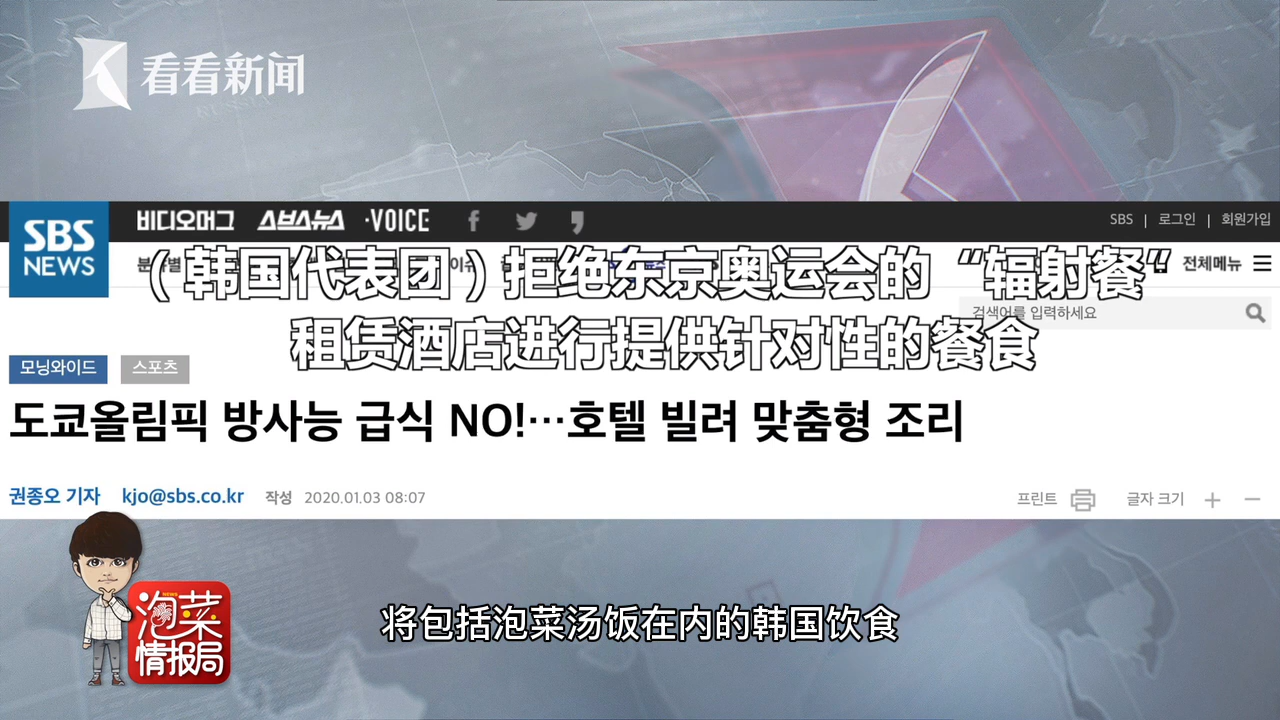 看看新闻
SBS NEWS
비디오머그 스브스뉴스 ·VOICE
SBS | 로그인 | 회원가입
(韩国代表团)拒绝东京奥运会的“辐射餐”
전체메뉴
租赁酒店进行提供针对性的餐食
검색어를 입력하세요
모닝와이드 스포츠
도쿄올림픽 방사능 급식 NO!…호텔 빌려 맞춤형 조리
권종오 기자 kjo@sbs.co.kr 작성 2020.01.03 08:07
프린트 글자 크기
NEWS
泡菜
情报局
将包括泡菜汤饭在内的韩国饮食